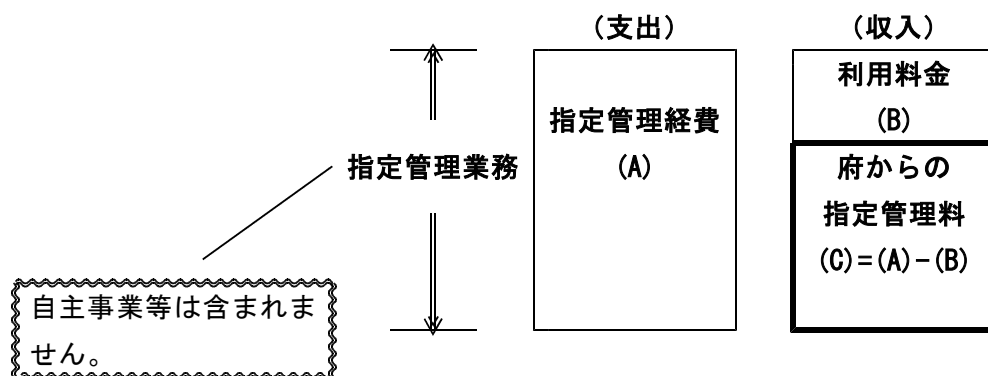 （支出）
（収入）
指定管理経費
(A)
利用料金
(B)
指定管理業務
府からの
指定管理料
(C)=(A)-(B)
自主事業等は含まれま
せん。